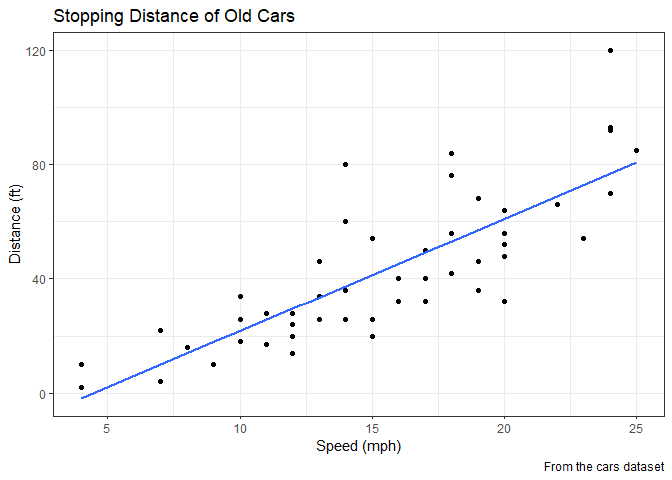 Stopping Distance of Old Cars
120
80
40
0
Distance (ft)
5 10 15 20 25
Speed (mph)
From the cars dataset